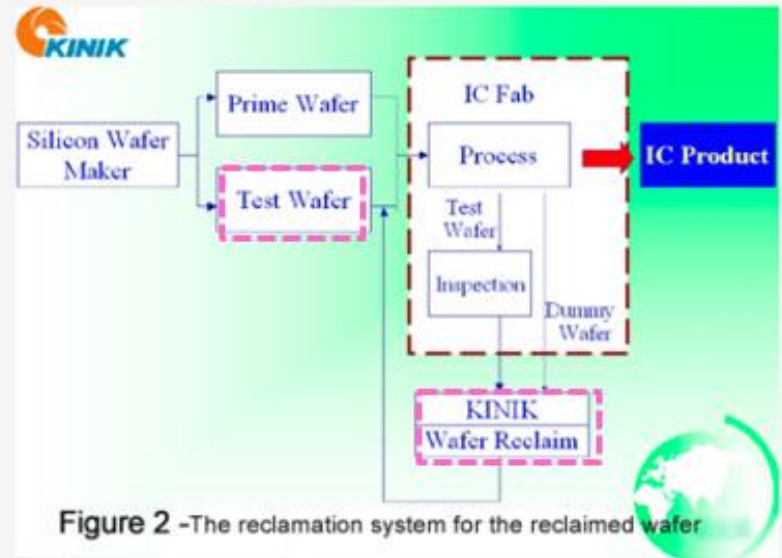 KINIK
Prime Wafer
IC Fab
Silicon Wafer
Maker
Process
IC Product
Test Wafer
Test
Wafer
Inspection
Dummy
Wafer
KINIK
Wafer Reclaim
Figure 2 -The reclamation system for the reclaimed wafer